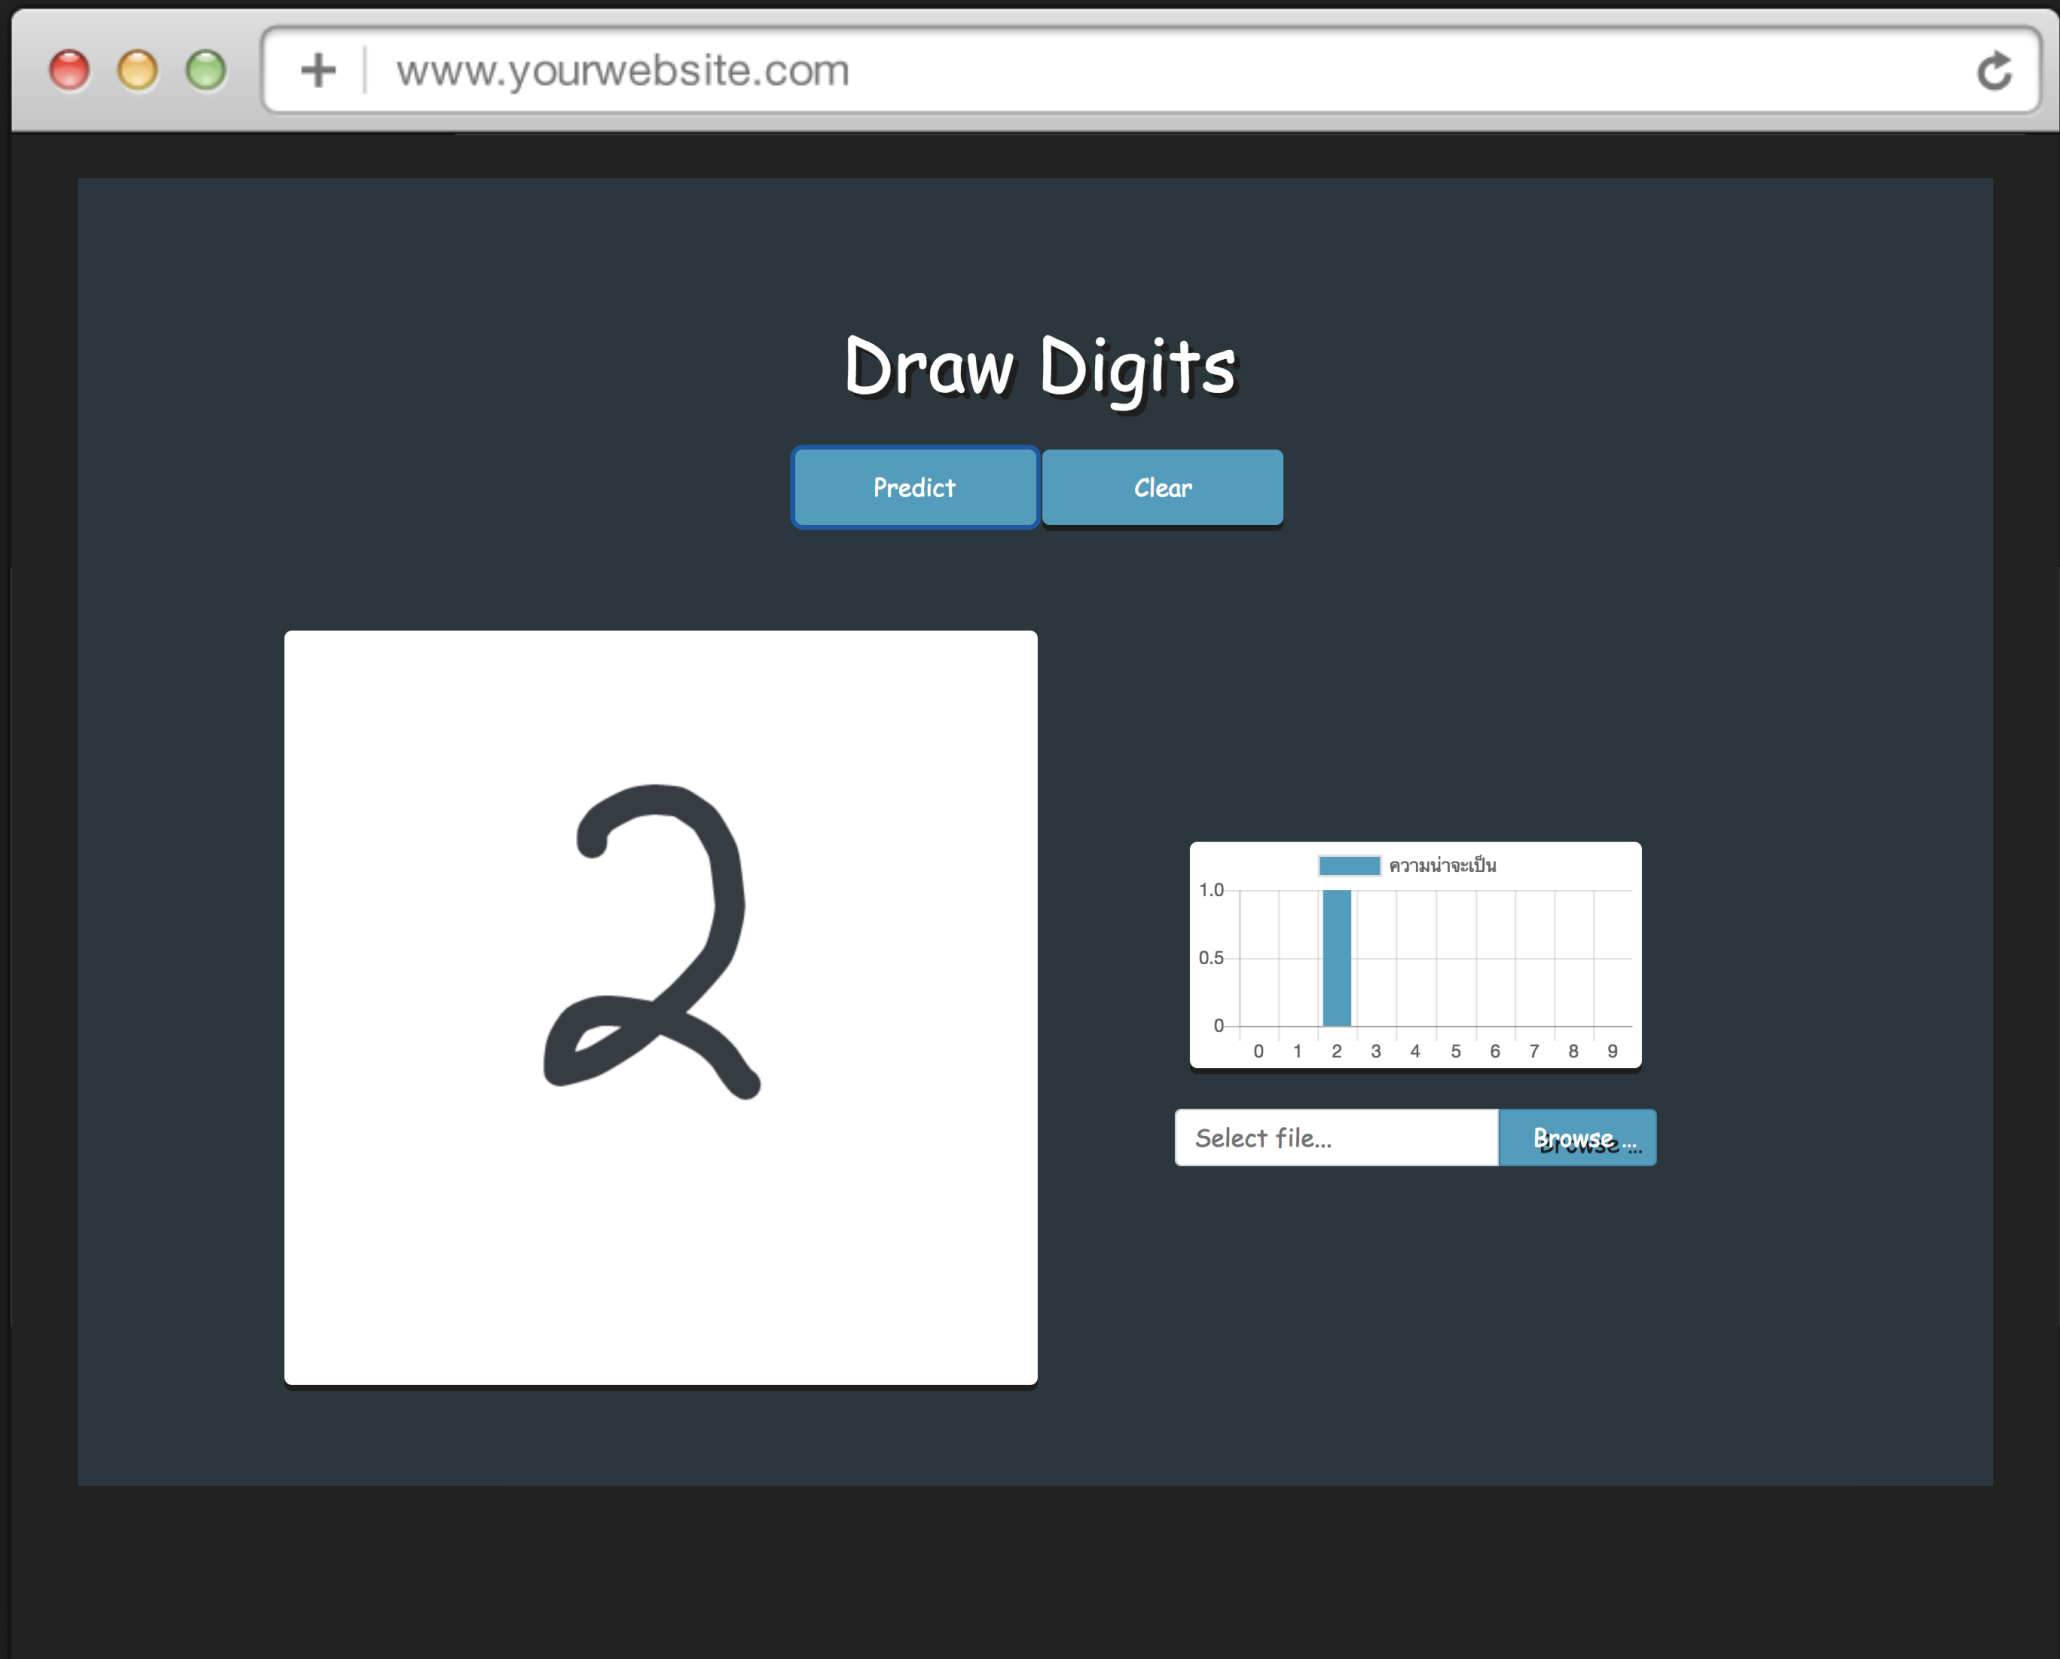 www.yourwebsite.com
Draw Digits
Predict Clear
2
ความน่าจะเป็น
1.0
0.5
0
0 1 2 3 4 5 6 7 8 9
Select file... Browse ...